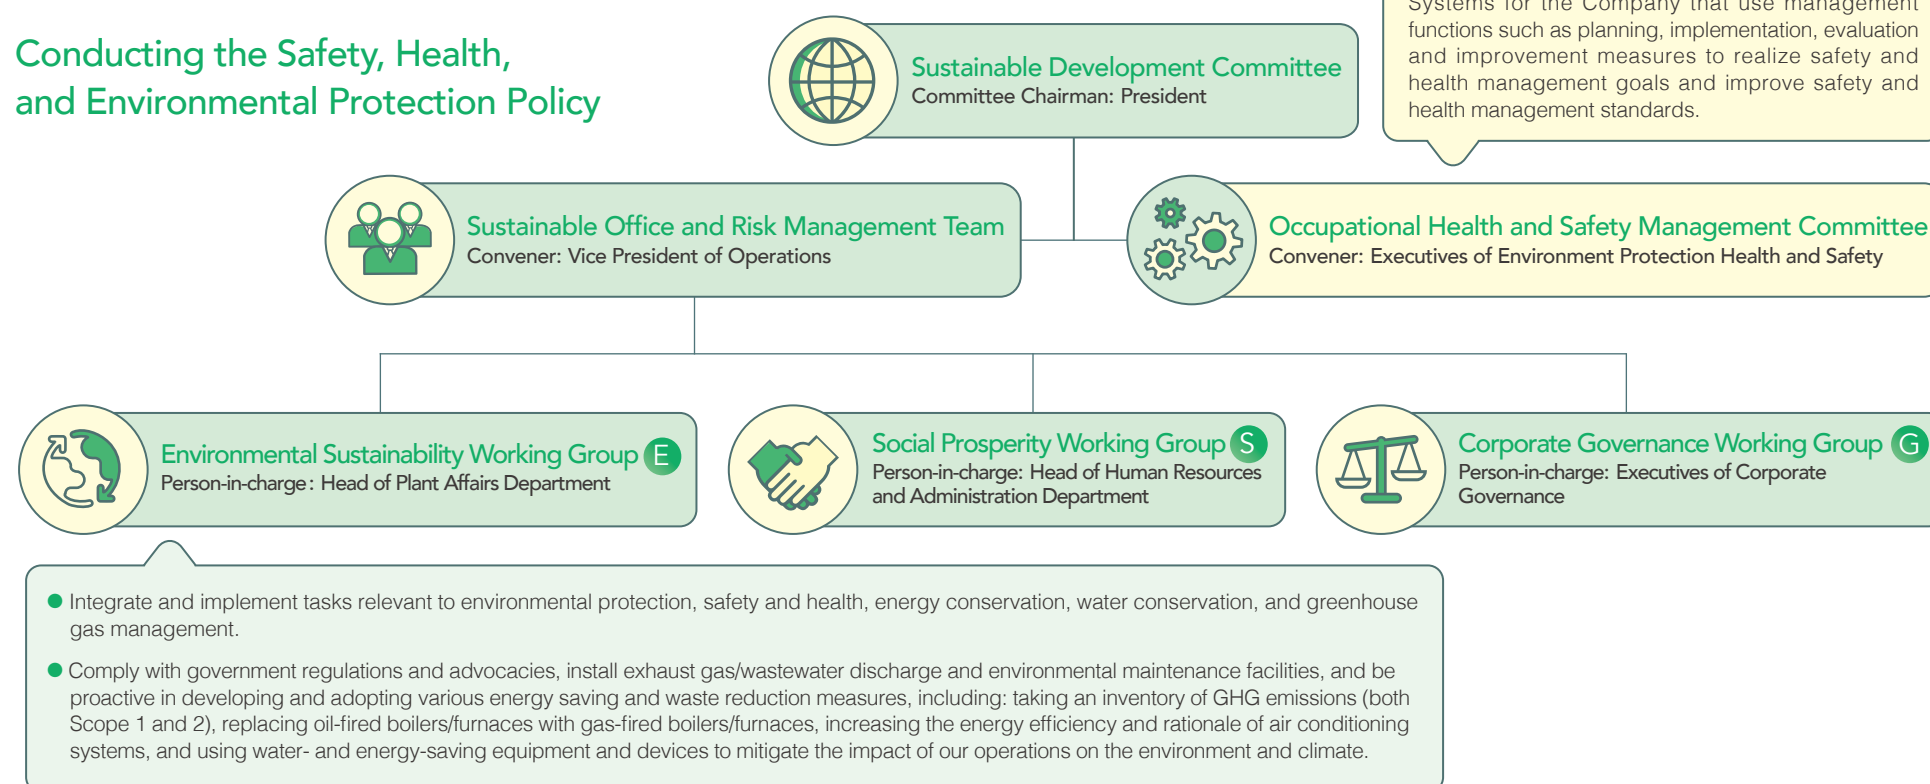 Conducting the Safety, Health,
and Environmental Protection Policy
Sustainable Development Committee
Committee Chairman: President
Systems for the Company that use management
functions such as planning, implementation, evaluation
and improvement measures to realize safety and
health management goals and improve safety and
health management standards.
Sustainable Office and Risk Management Team
Convener: Vice President of Operations
Occupational Health and Safety Management Committee
Convener: Executives of Environment Protection Health and Safety
Environmental Sustainability Working Group E
Person-in-charge: Head of Plant Affairs Department
Social Prosperity Working Group S
Person-in-charge: Head of Human Resources
and Administration Department
Corporate Governance Working Group G
Person-in-charge: Executives of Corporate
Governance
● Integrate and implement tasks relevant to environmental protection, safety and health, energy conservation, water conservation, and greenhouse
gas management.
● Comply with government regulations and advocacies, install exhaust gas/wastewater discharge and environmental maintenance facilities, and be
proactive in developing and adopting various energy saving and waste reduction measures, including: taking an inventory of GHG emissions (both
Scope 1 and 2), replacing oil-fired boilers/furnaces with gas-fired boilers/furnaces, increasing the energy efficiency and rationale of air conditioning
systems, and using water- and energy-saving equipment and devices to mitigate the impact of our operations on the environment and climate.